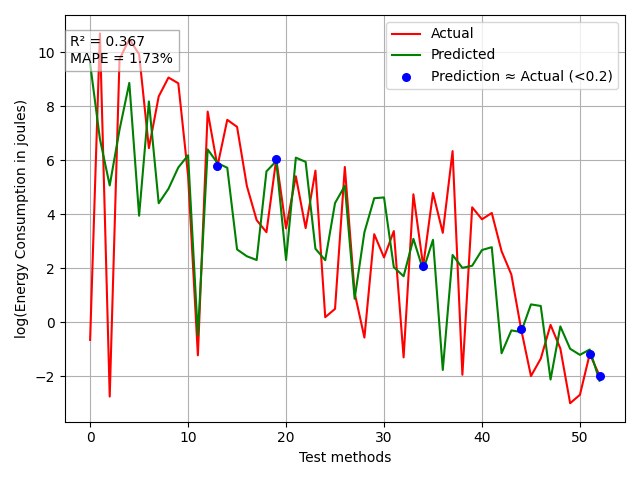 R² = 0.367
MAPE = 1.73%
Actual
Predicted
Prediction ≈ Actual (<0.2)
log(Energy Consumption in joules)
10
8
6
4
2
0
−2
0
10
20
30
40
50
Test methods